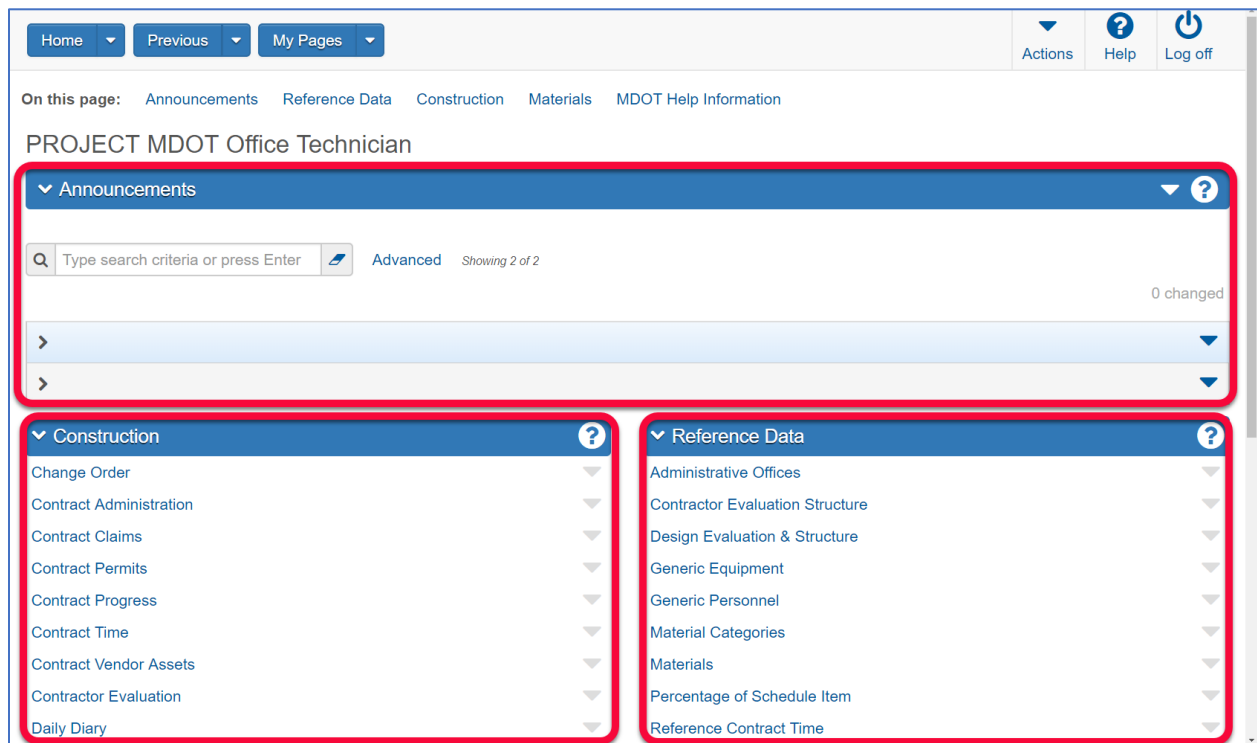 Home Previous My Pages Actions Help Log off
On this page: Announcements Reference Data Construction Materials MDOT Help Information
PROJECT MDOT Office Technician
Announcements ?
Type search criteria or press Enter Advanced Showing 2 of 2
0 changed
Construction ?
Change Order
Contract Administration
Contract Claims
Contract Permits
Contract Progress
Contract Time
Contract Vendor Assets
Contractor Evaluation
Daily Diary
Reference Data ?
Administrative Offices
Contractor Evaluation Structure
Design Evaluation & Structure
Generic Equipment
Generic Personnel
Material Categories
Materials
Percentage of Schedule Item
Reference Contract Time